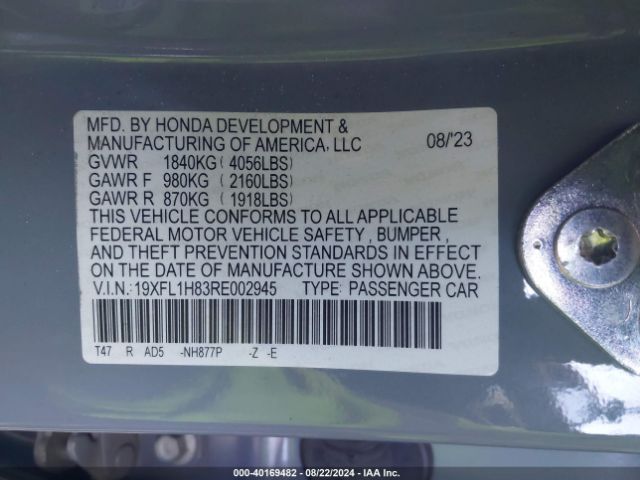 MFD. BY HONDA DEVELOPMENT &
MANUFACTURING OF AMERICA, LLC 08/'23
GVWR 1840KG ( 4056LBS)
GAWR F 980KG ( 2160LBS)
GAWR R 870KG ( 1918LBS)
THIS VEHICLE CONFORMS TO ALL APPLICABLE
FEDERAL MOTOR VEHICLE SAFETY , BUMPER ,
AND THEFT PREVENTION STANDARDS IN EFFECT
ON THE DATE OF MANUFACTURE SHOWN ABOVE.
V.I.N.: 19XFL1H83RE002945 TYPE: PASSENGER CAR
T47 R AD5 -NH877P -Z -E
000-40169482 - 08/22/2024 - IAA Inc.